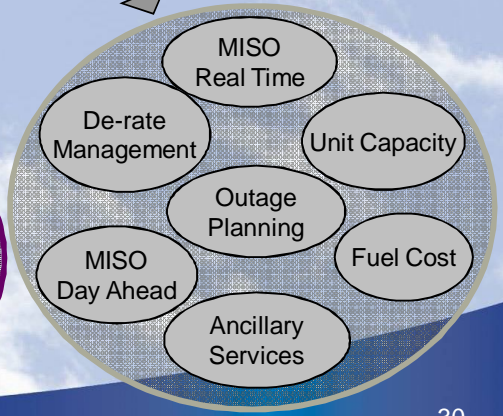 MISO
Real Time
De-rate
Management
Unit Capacity
Outage
Planning
MISO
Day Ahead
Fuel Cost
Ancillary
Services